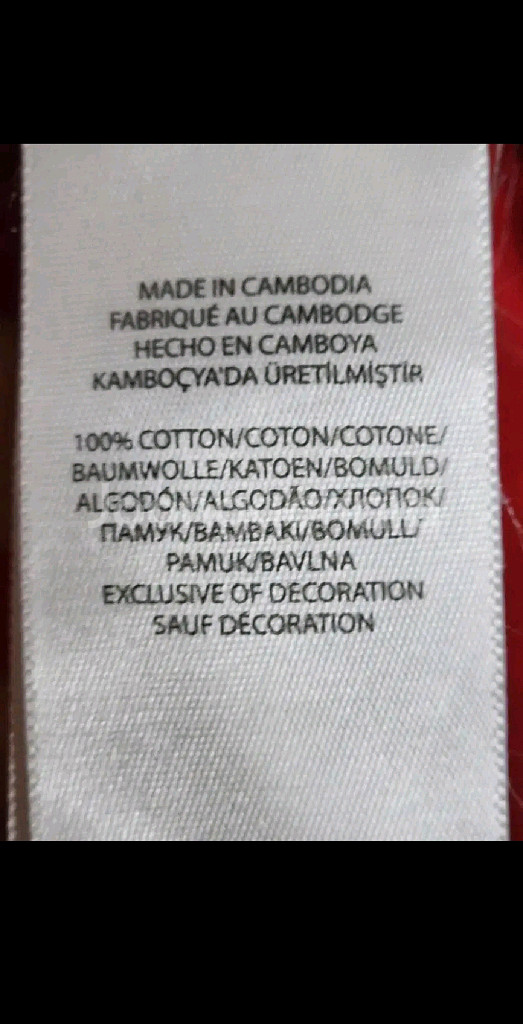 MADE IN CAMBODIA
FABRIQUÉ AU CAMBODGE
HECHO EN CAMBOYA
KAMBOÇYA'DA ÜRETİLMİŞTİR
100% COTTON/COTON/COTONE/
BAUMWOLLE/KATOEN/BOMULD/
ALGODÓN/ALGODÃO/ХЛОПОК/
ПАМУК/BAMBAKI/BOMULL/
PAMUK/BAVLNA
EXCLUSIVE OF DECORATION
SAUF DÉCORATION